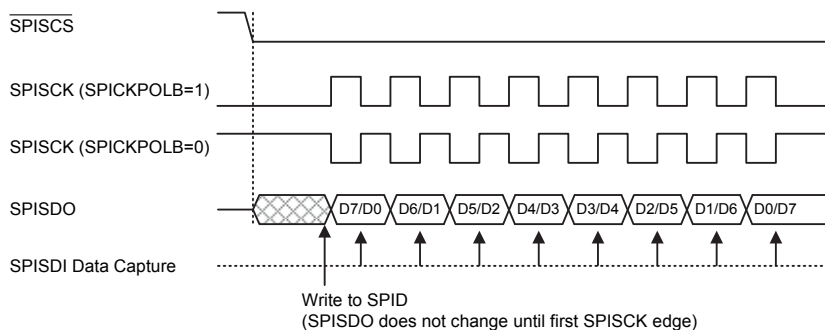 SPISCS
SPISCK (SPICKPOLB=1)
SPISCK (SPICKPOLB=0)
SPISDO
D7/D0 D6/D1 D5/D2 D4/D3 D3/D4 D2/D5 D1/D6 D0/D7
SPISDI Data Capture
Write to SPID
(SPISDO does not change until first SPISCK edge)